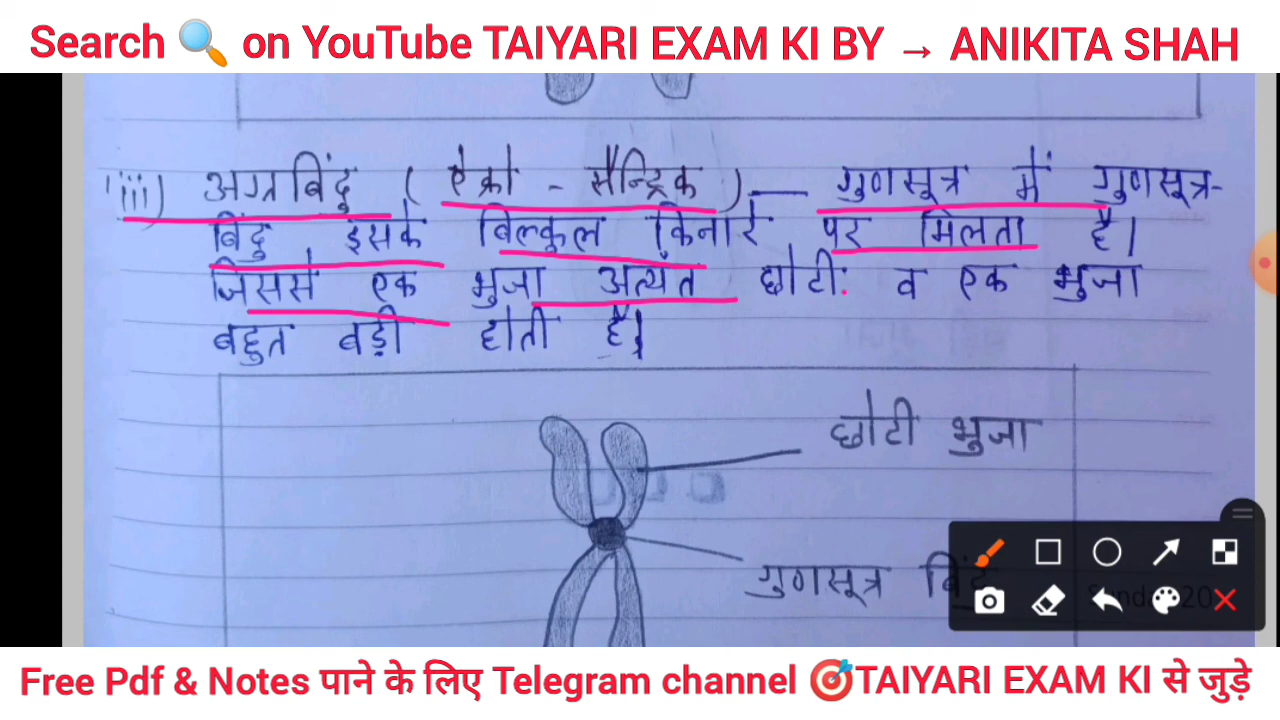 Search 🔍 on YouTube TAIYARI EXAM KI BY → ANIKITA SHAH
iii) अग्रबिंदु ( ऐक्रो - सैन्ट्रिक ) — गुणसूत्र में गुणसूत्र-
बिंदु इसके बिल्कुल किनारे पर मिलता है।
जिससे एक भुजा अत्यंत छोटी: व एक भुजा
बहुत बड़ी होती है।
छोटी भुजा
गुणसूत्र बिंदु
Free Pdf & Notes पाने के लिए Telegram channel 🎯TAIYARI EXAM KI से जुड़े